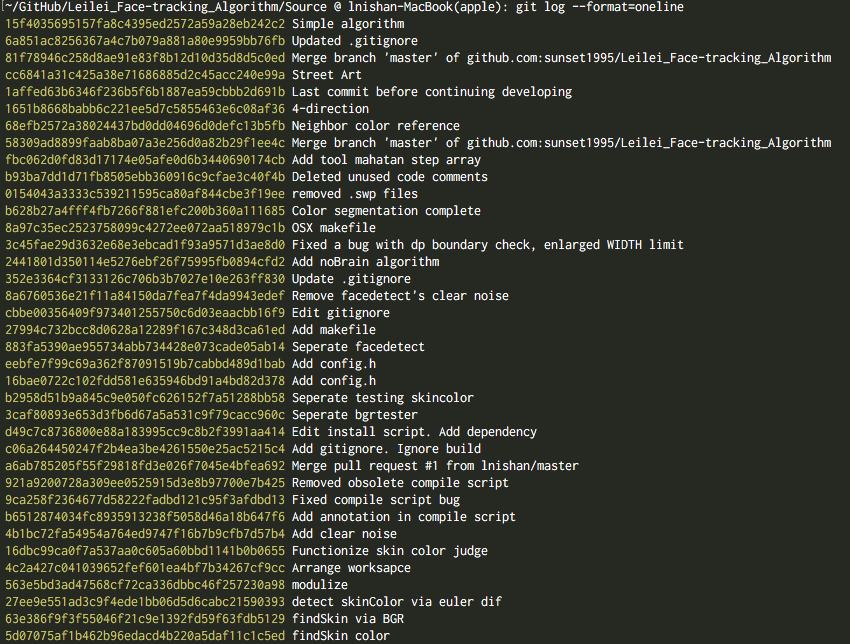 [~/GitHub/Leilei_Face-tracking_Algorithm/Source @ lnishan-MacBook(apple): git log --format=oneline
15f4035695157fa8c4395ed2572a59a28eb242c2 Simple algorithm
6a851ac8256367a4c7b079a881a80e9959bb76fb Updated .gitignore
81f78946c258d8ae91e83f8b12d10d35d8d5c0ed Merge branch 'master' of github.com:sunset1995/Leilei_Face-tracking_Algorithm
cc6841a31c425a38e71686885d2c45acc240e99a Street Art
1affed63b6346f236b5f6b1887ea59cbbb2d691b Last commit before continuing developing
1651b8668babb6c221ee5d7c5855463e6c08af36 4-direction
68efb2572a38024437bd0dd04696d0defc13b5fb Neighbor color reference
58309ad8899faab8ba07a3e256d0a82b29f1ee4c Merge branch 'master' of github.com:sunset1995/Leilei_Face-tracking_Algorithm
fbc062d0fd83d17174e05afe0d6b3440690174cb Add tool mahatan step array
b93ba7dd1d71fb8505ebb360916c9cfae3c40f4b Deleted unused code comments
0154043a3333c539211595ca80af844cbe3f19ee removed .swp files
b628b27a4fff4fb7266f881efc200b360a111685 Color segmentation complete
8a97c35ec2523758099c4272ee072aa518979c1b OSX makefile
3c45fae29d3632e68e3ebcad1f93a9571d3ae8d0 Fixed a bug with dp boundary check, enlarged WIDTH limit
2441801d350114e5276ebf26f75995fb0894cfd2 Add noBrain algorithm
352e3364cf3133126c706b3b7027e10e263ff830 Update .gitignore
8a6760536e21f11a84150da7fea7f4da9943edef Remove facedetect's clear noise
cbbe00356409f973401255750c6d03eaacbb16f9 Edit gitignore
27994c732bcc8d0628a12289f167c348d3ca61ed Add makefile
883fa5390ae955734abb734428e073cade05ab14 Seperate facedetect
eebfe7f99c69a362f87091519b7cabbd489d1bab Add config.h
16bae0722c102fdd581e635946bd91a4bd82d378 Add config.h
b2958d51b9a845c9e050fc626152f7a51288bb58 Seperate testing skincolor
3caf80893e653d3fb6d67a5a531c9f79cacc960c Seperate bgrtester
d49c7c8736800e88a183995cc9c8b2f3991aa414 Edit install script. Add dependency
c06a264450247f2b4ea3be4261550e25ac5215c4 Add gitignore. Ignore build
a6ab785205f55f29818fd3e026f7045e4bfea692 Merge pull request #1 from lnishan/master
921a9200728a309ee0525915d3e8b97700e7b425 Removed obsolete compile script
9ca258f2364677d58222fadbd121c95f3afdbd13 Fixed compile script bug
b6512874034fc8935913238f5058d46a18b647f6 Add annotation in compile script
4b1bc72fa54954a764ed9747f16b7b9cfb7d57b4 Add clear noise
16dbc99ca0f7a537aa0c605a60bbd1141b0b0655 Functionize skin color judge
4c2a427c041039652fef601ea4bf7b34267cf9cc Arrange worksapce
563e5bd3ad47568cf72ca336dbbc46f257230a98 modulize
27ee9e551ad3c9f4ede1bb06d5d6cabc21590393 detect skinColor via euler dif
63e386f9f3f55046f21c9e1392fd59f63fdb5129 findSkin via BGR
5d07075af1b462b96edacd4b220a5daf11c1c5ed findSkin color